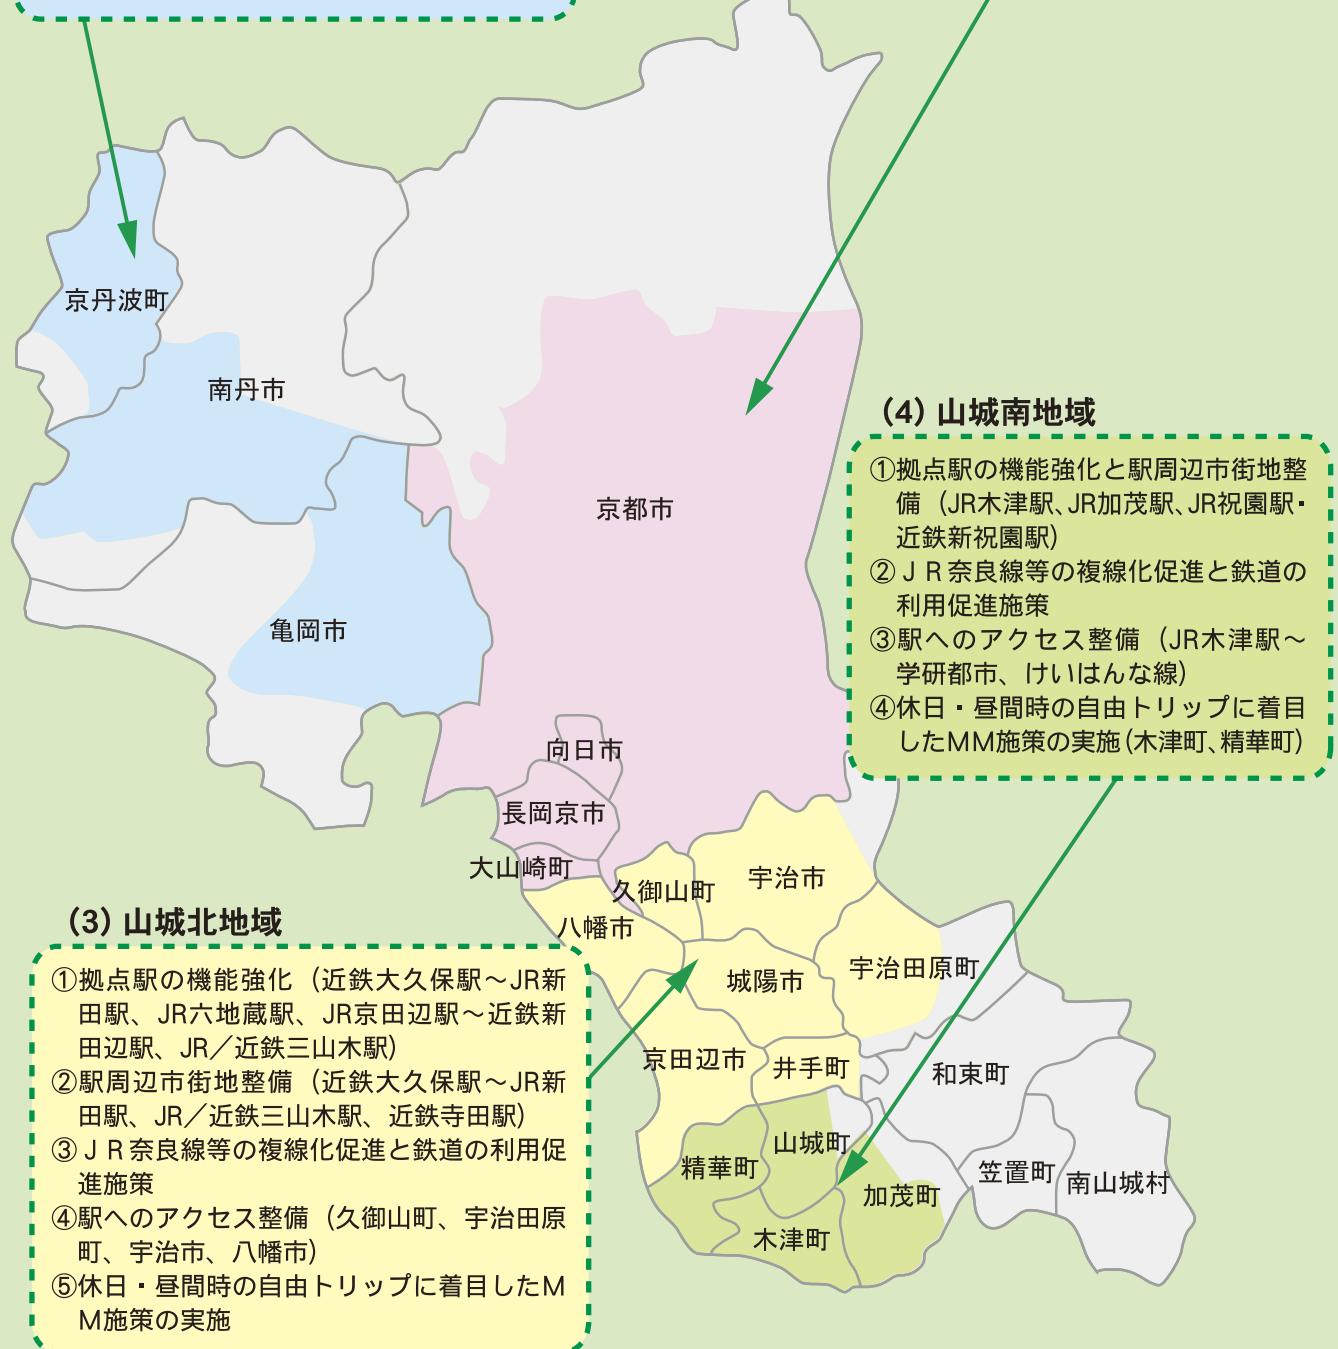 京丹波町
南丹市
亀岡市
京都市
向日市
長岡京市
大山崎町
久御山町
八幡市
宇治市
城陽市
宇治田原町
京田辺市
井手町
和束町
山城町
精華町
木津町
加茂町
笠置町
南山城村
(4) 山城南地域
①拠点駅の機能強化と駅周辺市街地整
備（JR木津駅、JR加茂駅、JR祝園駅・
近鉄新祝園駅）
②ＪＲ奈良線等の複線化促進と鉄道の
利用促進施策
③駅へのアクセス整備（JR木津駅～
学研都市、けいはんな線）
④休日・昼間時の自由トリップに着目
したMM施策の実施（木津町、精華町）
(3) 山城北地域
①拠点駅の機能強化（近鉄大久保駅～JR新
田駅、JR六地蔵駅、JR京田辺駅～近鉄新
田辺駅、JR／近鉄三山木駅）
②駅周辺市街地整備（近鉄大久保駅～JR新
田駅、JR／近鉄三山木駅、近鉄寺田駅）
③ＪＲ奈良線等の複線化促進と鉄道の利用促
進施策
④駅へのアクセス整備（久御山町、宇治田原
町、宇治市、八幡市）
⑤休日・昼間時の自由トリップに着目したM
M施策の実施